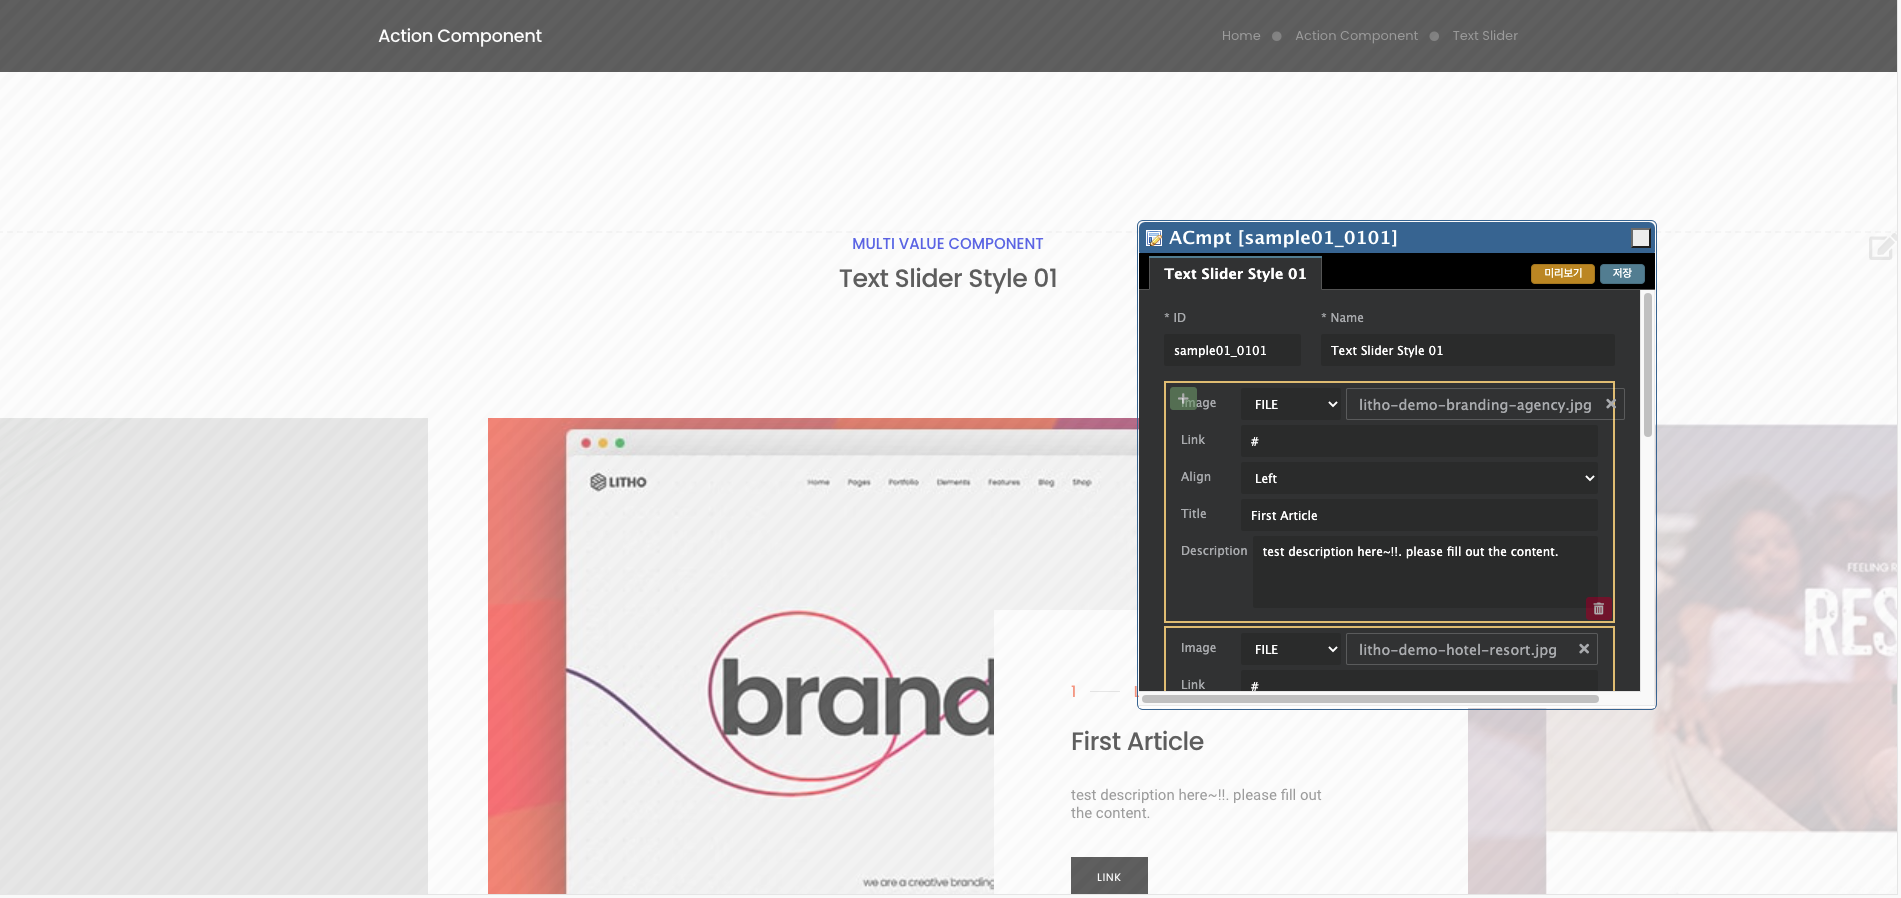 Action Component
Home
Action Component
Text Slider
MULTI VALUE COMPONENT
Text Slider Style 01
ACmpt [sample01_0101]
Text Slider Style 01
미리보기
저장
* ID
* Name
sample01_0101
Text Slider Style 01
Image
FILE
litho-demo-branding-agency.jpg
Link
#
Align
Left
Title
First Article
Description
test description here~!!. please fill out the content.
Image
FILE
litho-demo-hotel-resort.jpg
Link
#
LITHO
Home
Pages
Portfolio
Elements
Features
Blog
Shop
brand
we are a creative branding
1
First Article
test description here~!!. please fill out
the content.
LINK
FEELING R
RES